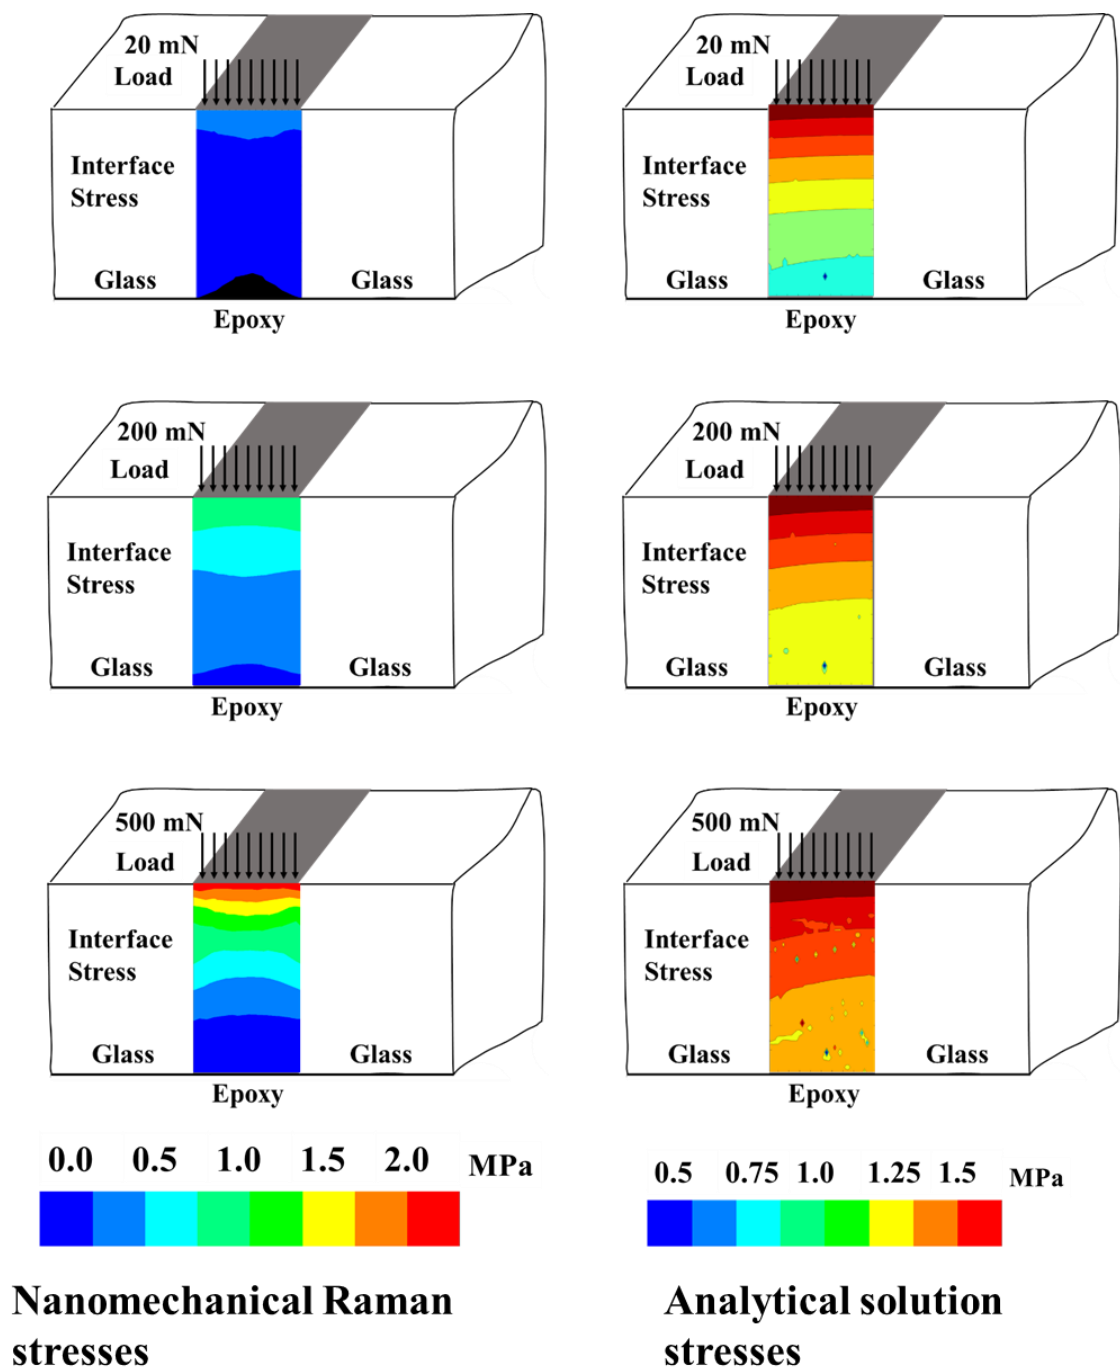 20 mN
Load
Interface
Stress
Glass
Glass
Epoxy
20 mN
Load
Interface
Stress
Glass
Glass
Epoxy
200 mN
Load
Interface
Stress
Glass
Glass
Epoxy
200 mN
Load
Interface
Stress
Glass
Glass
Epoxy
500 mN
Load
Interface
Stress
Glass
Glass
Epoxy
500 mN
Load
Interface
Stress
Glass
Glass
Epoxy
0.0 0.5 1.0 1.5 2.0 MPa
0.5 0.75 1.0 1.25 1.5 MPa
Nanomechanical Raman
stresses
Analytical solution
stresses